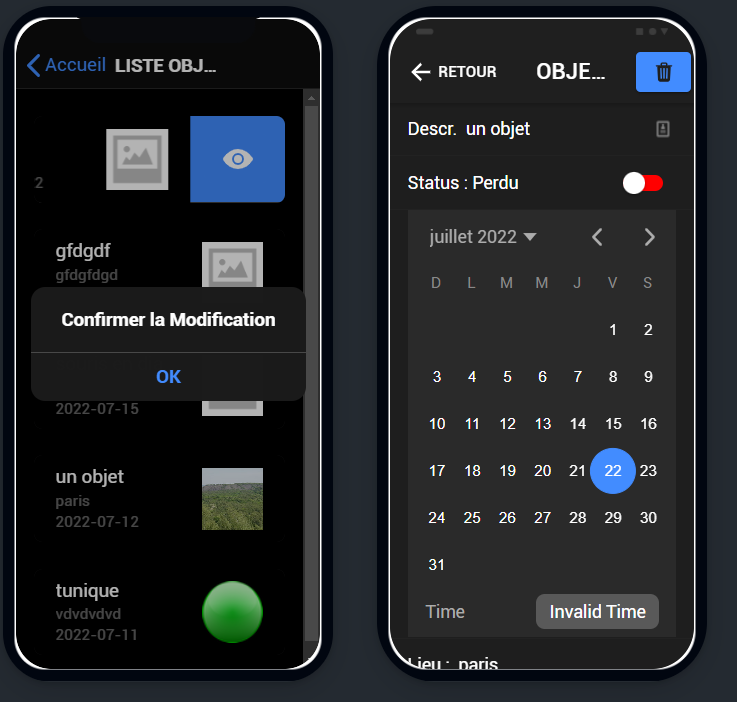 Accueil LISTE OBJ...
2
gfdgdf
gfdgfdgd
Confirmer la Modification
OK
2022-07-15
un objet
paris
2022-07-12
tunique
vdvdvdvd
2022-07-11
RETOUR OBJE...
Descr. un objet
Status : Perdu
juillet 2022
D L M M J V S
1 2
3 4 5 6 7 8 9
10 11 12 13 14 15 16
17 18 19 20 21 22 23
24 25 26 27 28 29 30
31
Time Invalid Time
Lieu : paris